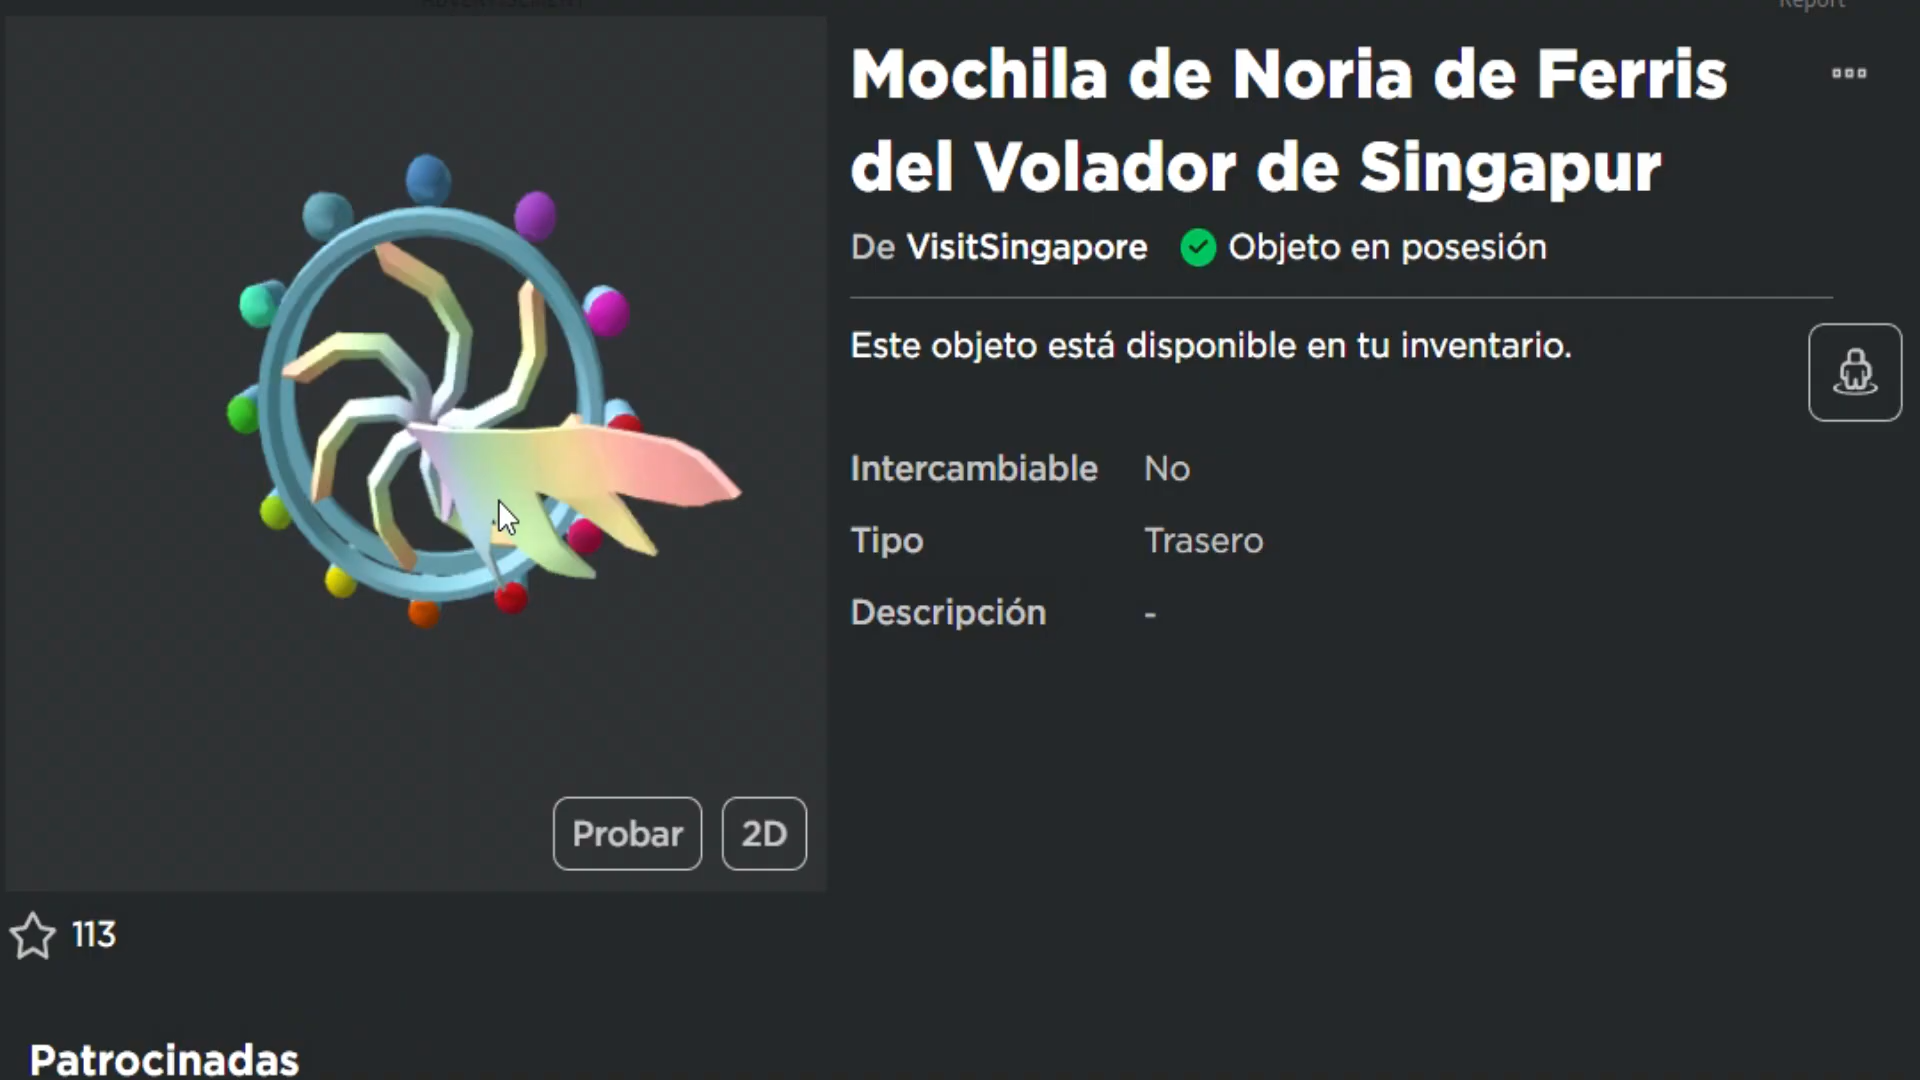 Mochila de Noria de Ferris
del Volador de Singapur
De VisitSingapore Objeto en posesión
Este objeto está disponible en tu inventario.
Intercambiable No
Tipo Trasero
Descripción -
Probar 2D
113
Patrocinadas